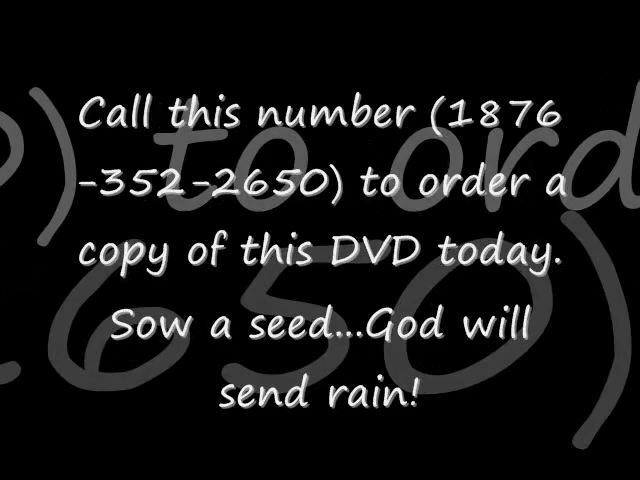 Call this number (1876
-352-2650) to order a
copy of this DVD today.
Sow a seed...God will
send rain!